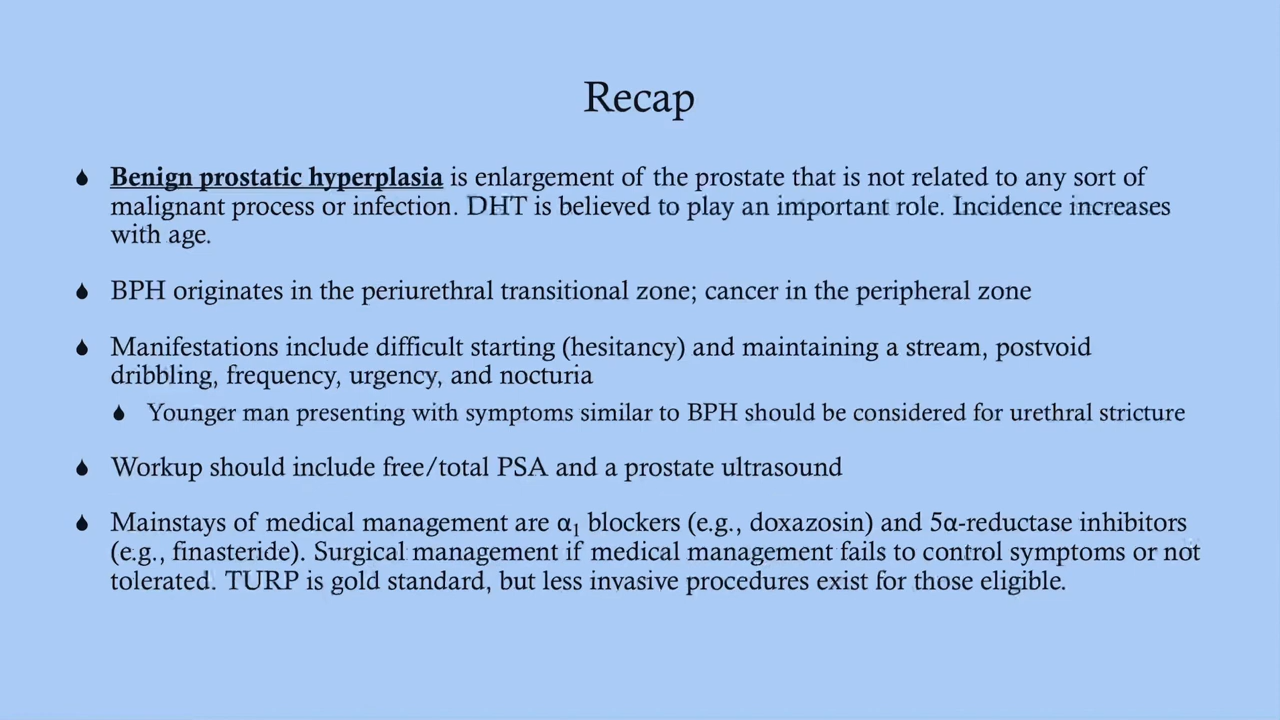 Recap
Benign prostatic hyperplasia is enlargement of the prostate that is not related to any sort of
malignant process or infection. DHT is believed to play an important role. Incidence increases
with age.
BPH originates in the periurethral transitional zone; cancer in the peripheral zone
Manifestations include difficult starting (hesitancy) and maintaining a stream, postvoid
dribbling, frequency, urgency, and nocturia
Younger man presenting with symptoms similar to BPH should be considered for urethral stricture
Workup should include free/total PSA and a prostate ultrasound
Mainstays of medical management are α₁ blockers (e.g., doxazosin) and 5α-reductase inhibitors
(e.g., finasteride). Surgical management if medical management fails to control symptoms or not
tolerated. TURP is gold standard, but less invasive procedures exist for those eligible.